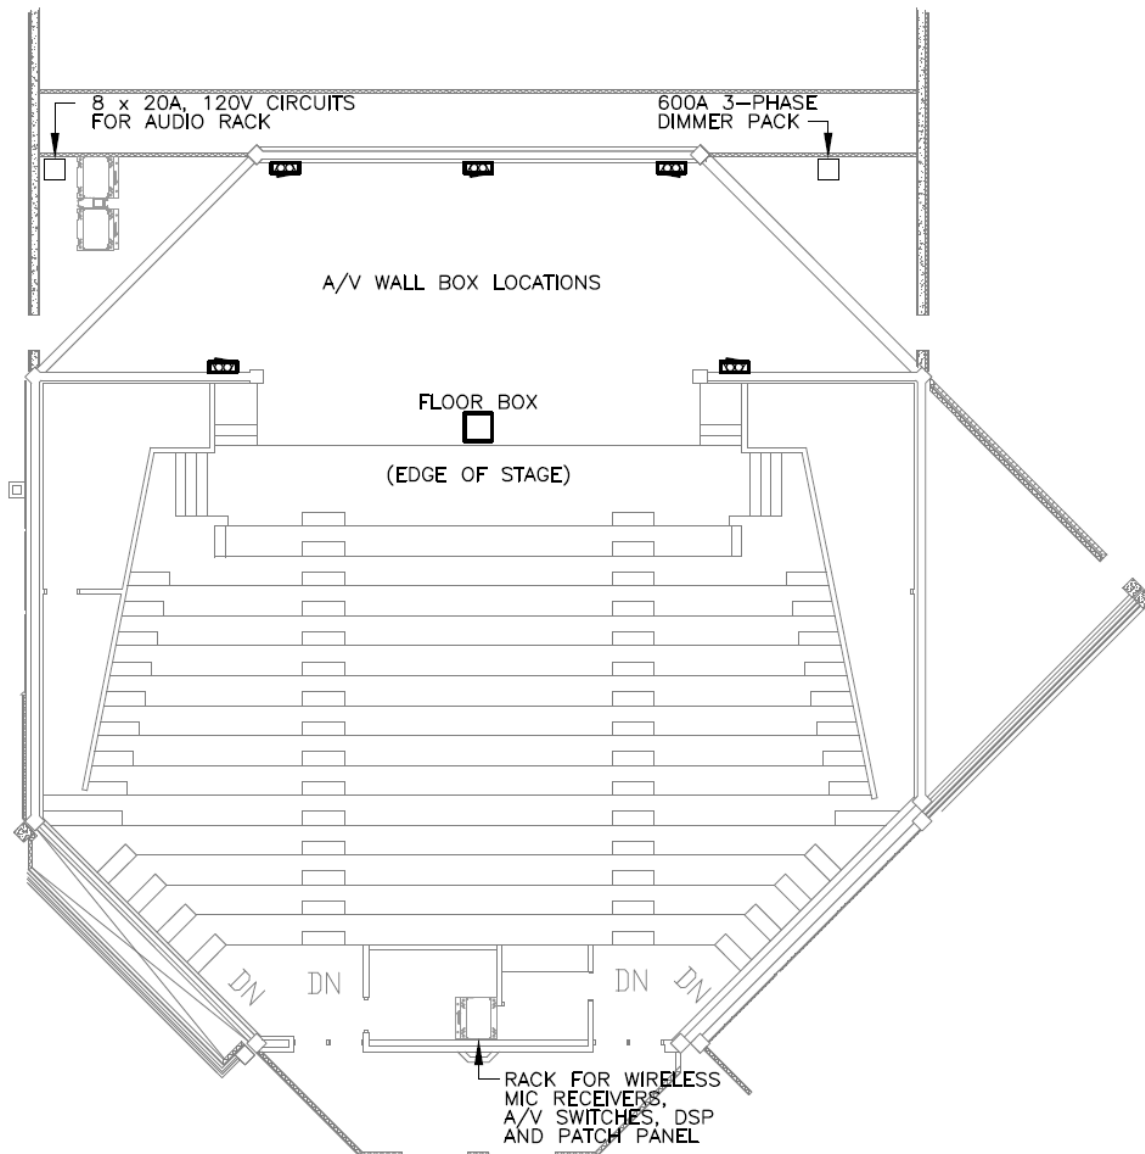 8 x 20A, 120V CIRCUITS
FOR AUDIO RACK
600A 3-PHASE
DIMMER PACK
A/V WALL BOX LOCATIONS
FLOOR BOX
(EDGE OF STAGE)
DN
DN
DN
DN
RACK FOR WIRELESS
MIC RECEIVERS,
A/V SWITCHES, DSP
AND PATCH PANEL